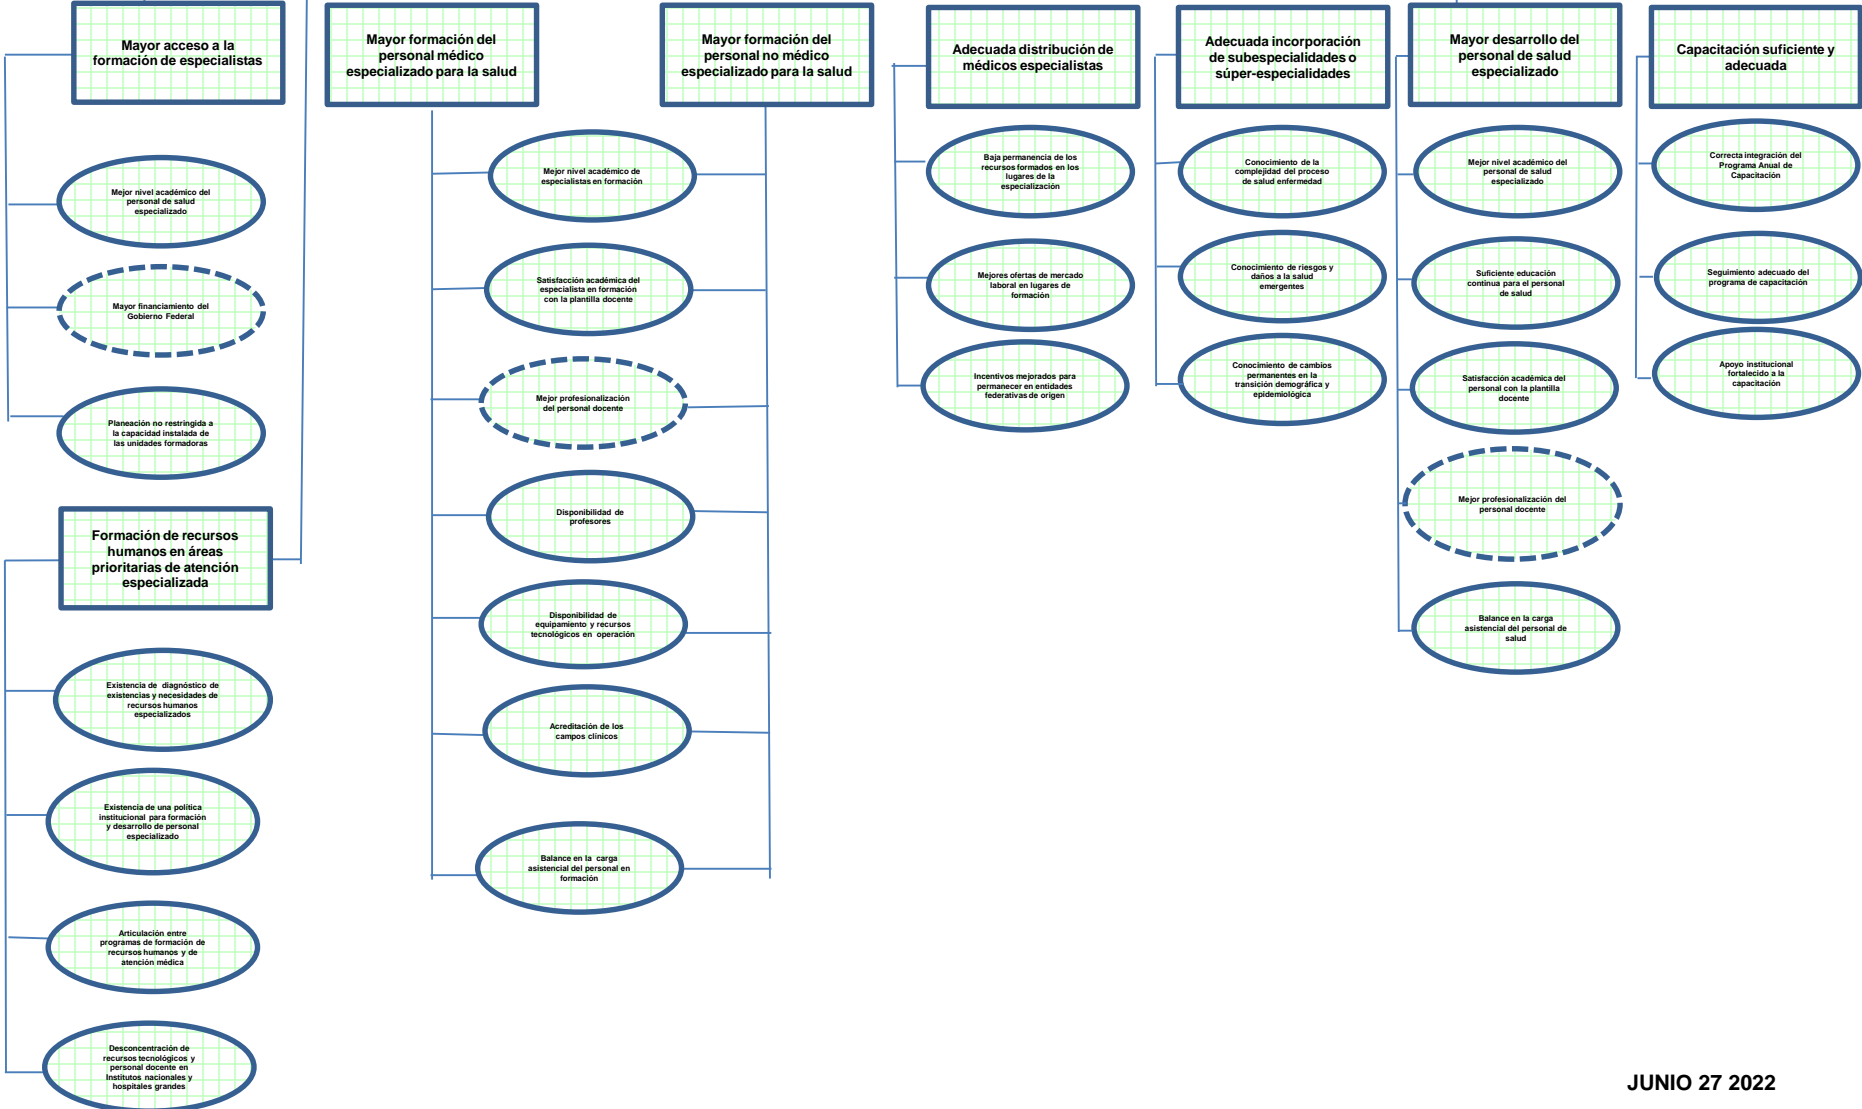 Mayor acceso a la
formación de especialistas
Mejor nivel académico del
personal de salud
especializado
Mayor financiamiento del
Gobierno Federal
Planeación no restringida a
la capacidad instalada de
las unidades formadoras
Formación de recursos
humanos en áreas
prioritarias de atención
especializada
Existencia de diagnóstico de
existencias y necesidades de
recursos humanos
especializados
Existencia de una política
institucional para formación
y desarrollo de personal
especializado
Articulación entre
programas de formación de
recursos humanos y de
atención médica
Desconcentración de
recursos tecnológicos y
personal docente en
Institutos nacionales y
hospitales grandes
Mayor formación del
personal médico
especializado para la salud
Mayor formación del
personal no médico
especializado para la salud
Mejor nivel académico de
especialistas en formación
Satisfacción académica del
especialista en formación
con la plantilla docente
Mejor profesionalización
del personal docente
Disponibilidad de
profesores
Disponibilidad de
equipamiento y recursos
tecnológicos en operación
Acreditación de los
campos clínicos
Balance en la carga
asistencial del personal en
formación
Adecuada distribución de
médicos especialistas
Baja permanencia de los
recursos formados en los
lugares de la
especialización
Mejores ofertas de mercado
laboral en lugares de
formación
Incentivos mejorados para
permanecer en entidades
federativas de origen
Adecuada incorporación
de subespecialidades o
súper-especialidades
Conocimiento de la
complejidad del proceso
de salud enfermedad
Conocimiento de riesgos y
daños a la salud
emergentes
Conocimiento de cambios
permanentes en la
transición demográfica y
epidemiológica
Mayor desarrollo del
personal de salud
especializado
Mejor nivel académico del
personal de salud
especializado
Suficiente educación
continua para el personal
de salud
Satisfacción académica del
personal con la plantilla
docente
Mejor profesionalización del
personal docente
Balance en la carga
asistencial del personal de
salud
Capacitación suficiente y
adecuada
Correcta integración del
Programa Anual de
Capacitación
Seguimiento adecuado del
programa de capacitación
Apoyo institucional
fortalecido a la
capacitación
JUNIO 27 2022